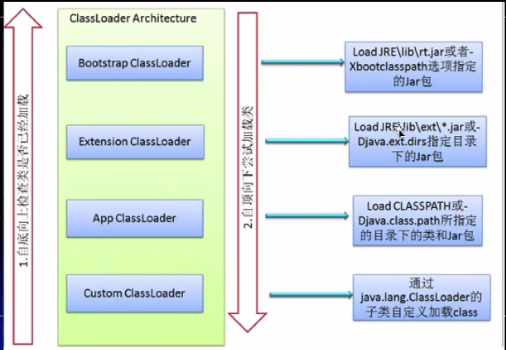 ClassLoader Architecture
1.自底向上检查类是否已经加载
Bootstrap ClassLoader
Extension ClassLoader
App ClassLoader
Custom ClassLoader
2.自顶向下尝试加载类
Load JRE\lib\rt.jar或者-
Xbootclasspath选项指定
的Jar包
Load JRE\lib\ext\*.jar或-
Djava.ext.dirs指定目录
下的Jar包
Load CLASSPATH或-
Djava.class.path所指定
的目录下的类和Jar包
通过
java.lang.ClassLoader的
子类自定义加载class